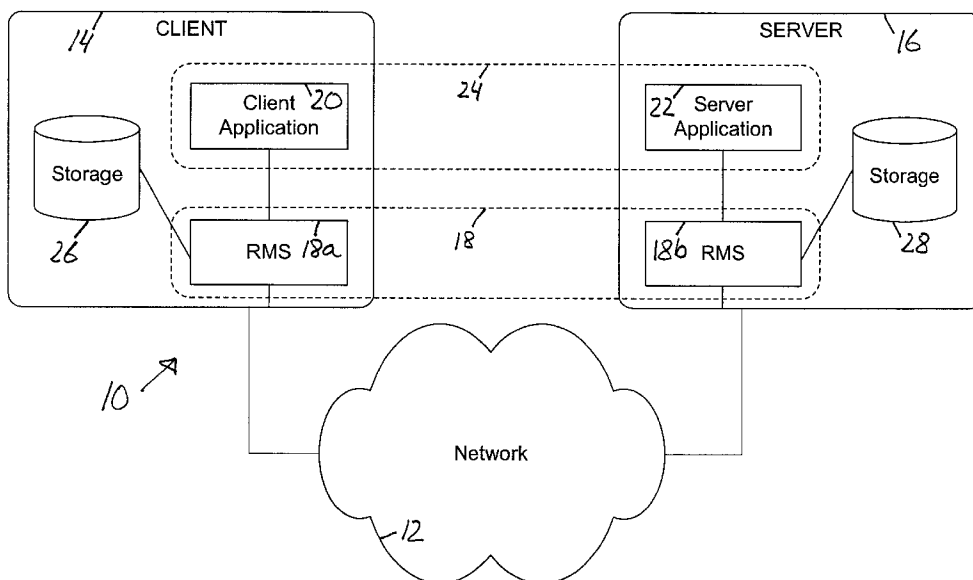 14
CLIENT
SERVER
16
24
20
Client
Application
22
Server
Application
Storage
Storage
26
18
28
18a
RMS
18b
RMS
10
Network
12